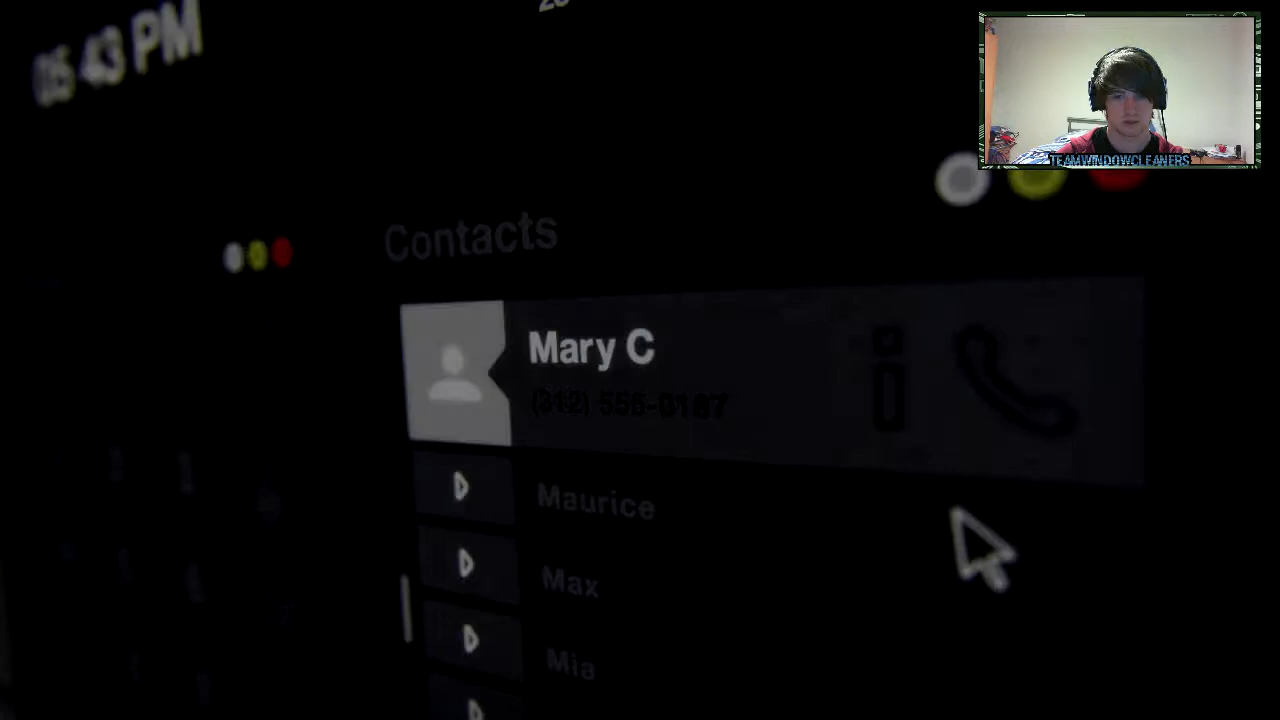 05 43 PM
TEAMWINDOWCLEANERS
Contacts
Mary C
(312) 555-0187
Maurice
Max
Mia